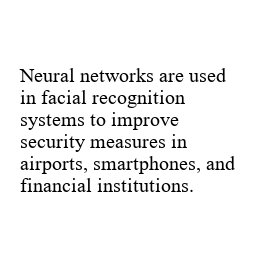 Neural networks are used
in facial recognition
systems to improve
security measures in
airports, smartphones, and
financial institutions.